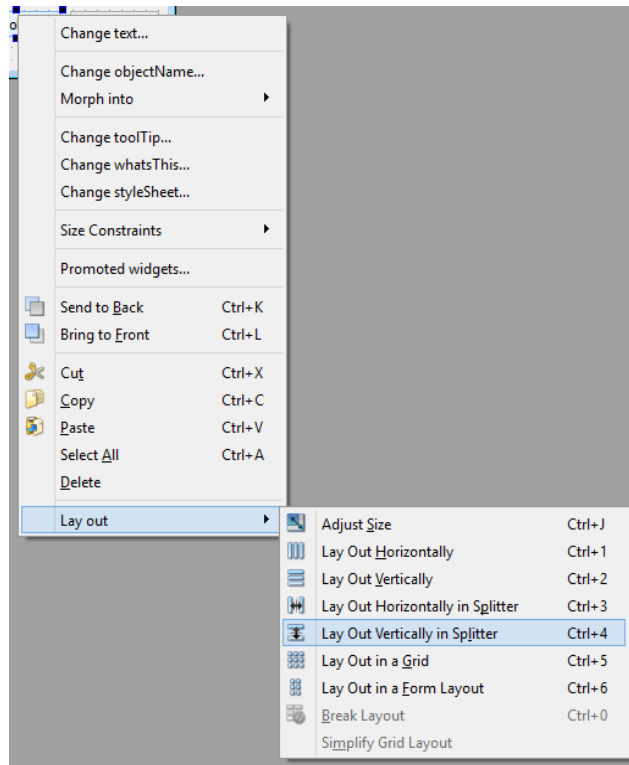 Change text...
Change objectName...
Morph into
Change toolTip...
Change whatsThis...
Change styleSheet...
Size Constraints
Promoted widgets...
Send to Back Ctrl+K
Bring to Front Ctrl+L
Cut Ctrl+X
Copy Ctrl+C
Paste Ctrl+V
Select All Ctrl+A
Delete
Lay out
Adjust Size Ctrl+J
Lay Out Horizontally Ctrl+1
Lay Out Vertically Ctrl+2
Lay Out Horizontally in Splitter Ctrl+3
Lay Out Vertically in Splitter Ctrl+4
Lay Out in a Grid Ctrl+5
Lay Out in a Form Layout Ctrl+6
Break Layout Ctrl+0
Simplify Grid Layout